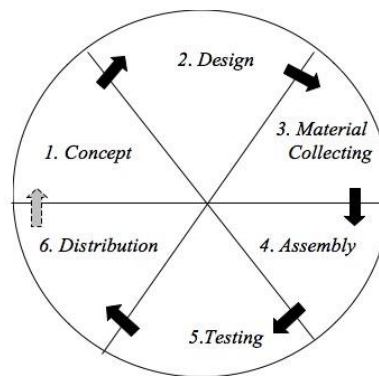 2. Design
1. Concept
3. Material
Collecting
6. Distribution
4. Assembly
5.Testing